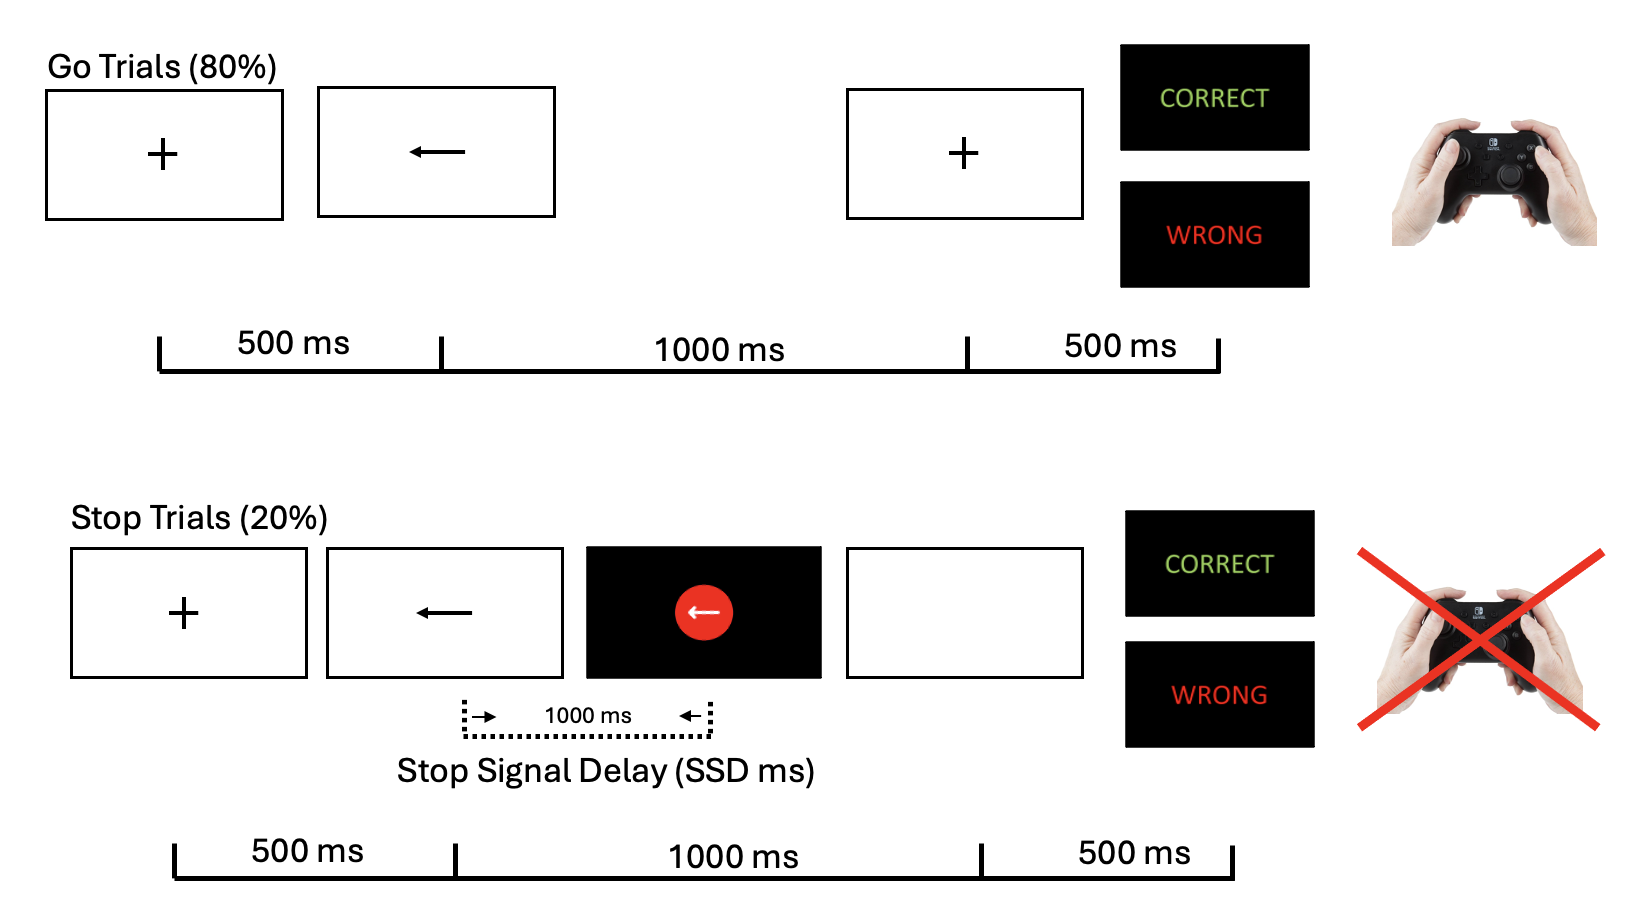 Go Trials (80%)
CORRECT
WRONG
500 ms
1000 ms
500 ms
Stop Trials (20%)
CORRECT
WRONG
1000 ms
Stop Signal Delay (SSD ms)
500 ms
1000 ms
500 ms